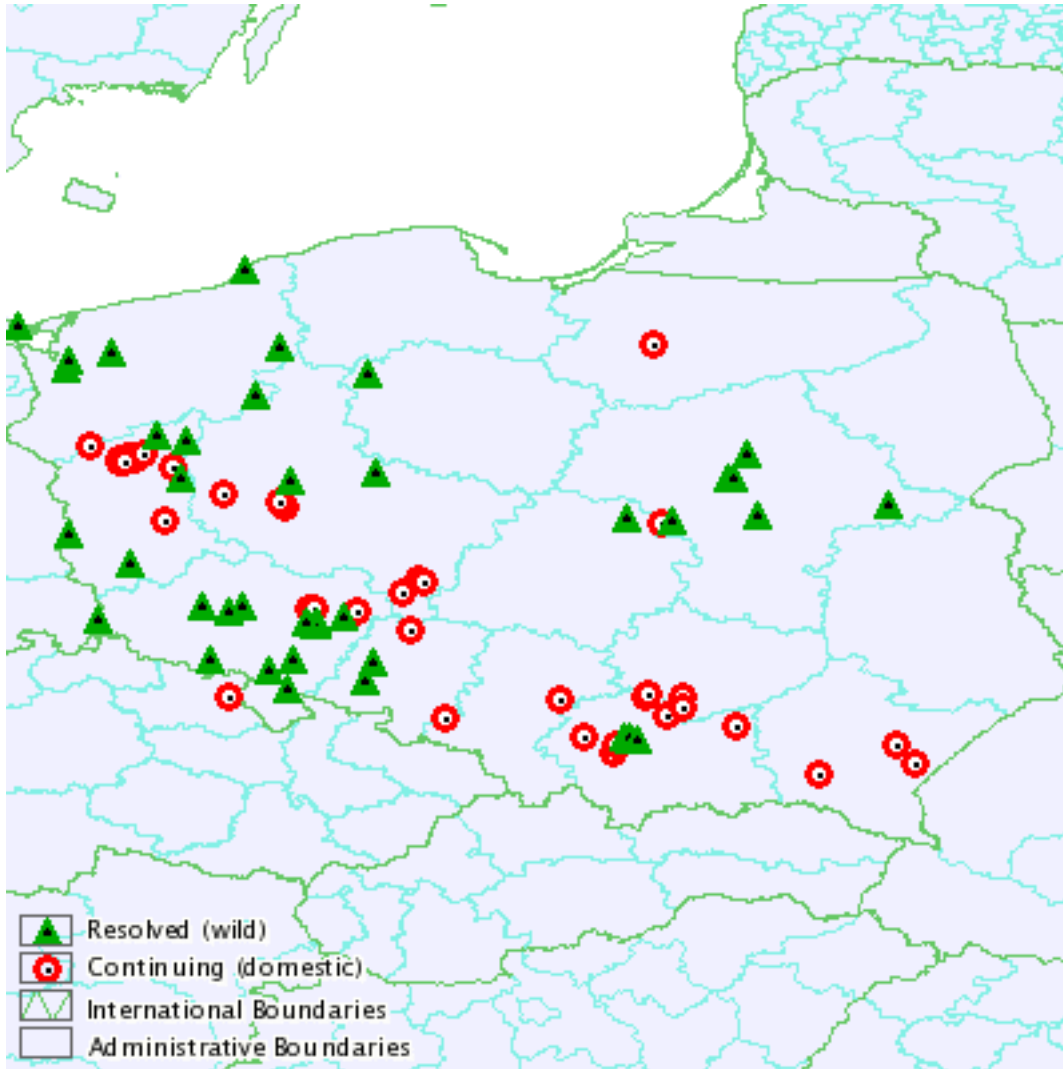 Resolved (wild)
Continuing (domestic)
International Boundaries
Administrative Boundaries